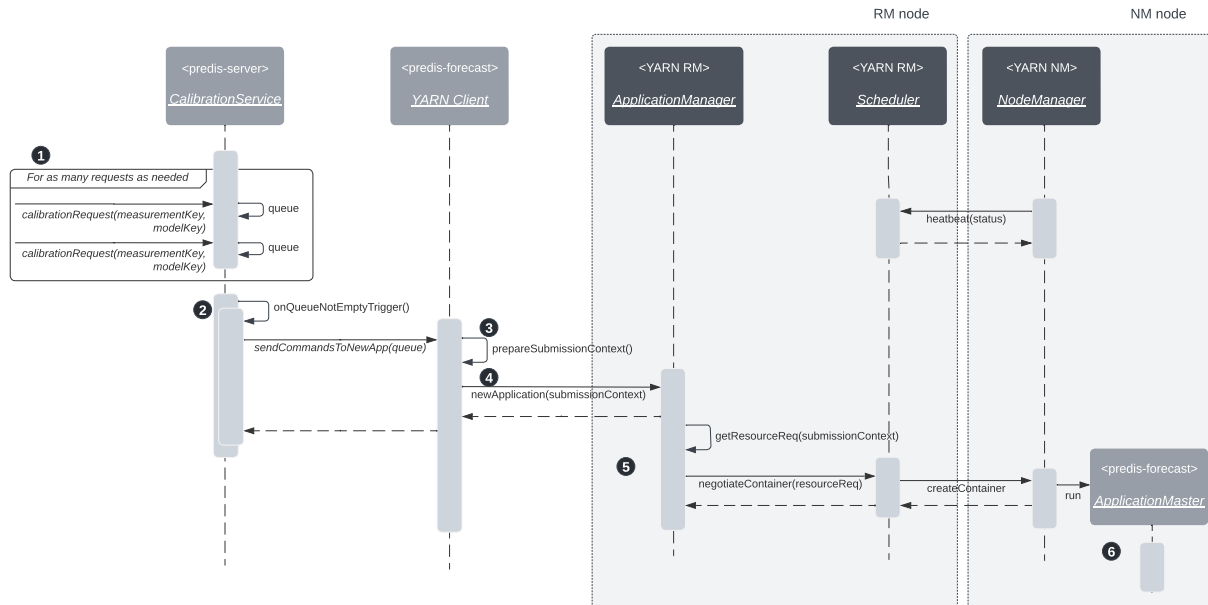 RM node
NM node
<predis-server>
CalibrationService
<predis-forecast>
YARN Client
<YARN RM>
ApplicationManager
<YARN RM>
Scheduler
<YARN NM>
NodeManager
1
For as many requests as needed
calibrationRequest(measurementKey,
modelKey)
queue
calibrationRequest(measurementKey,
modelKey)
queue
heatbeat(status)
2
onQueueNotEmptyTrigger()
sendCommandsToNewApp(queue)
3
prepareSubmissionContext()
4
newApplication(submissionContext)
getResourceReq(submissionContext)
5
negotiateContainer(resourceReq)
createContainer
run
<predis-forecast>
ApplicationMaster
6